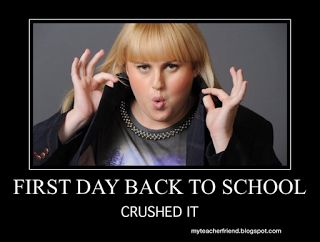 FIRST DAY BACK TO SCHOOL
CRUSHED IT
myteacherfriend.blogspot.com